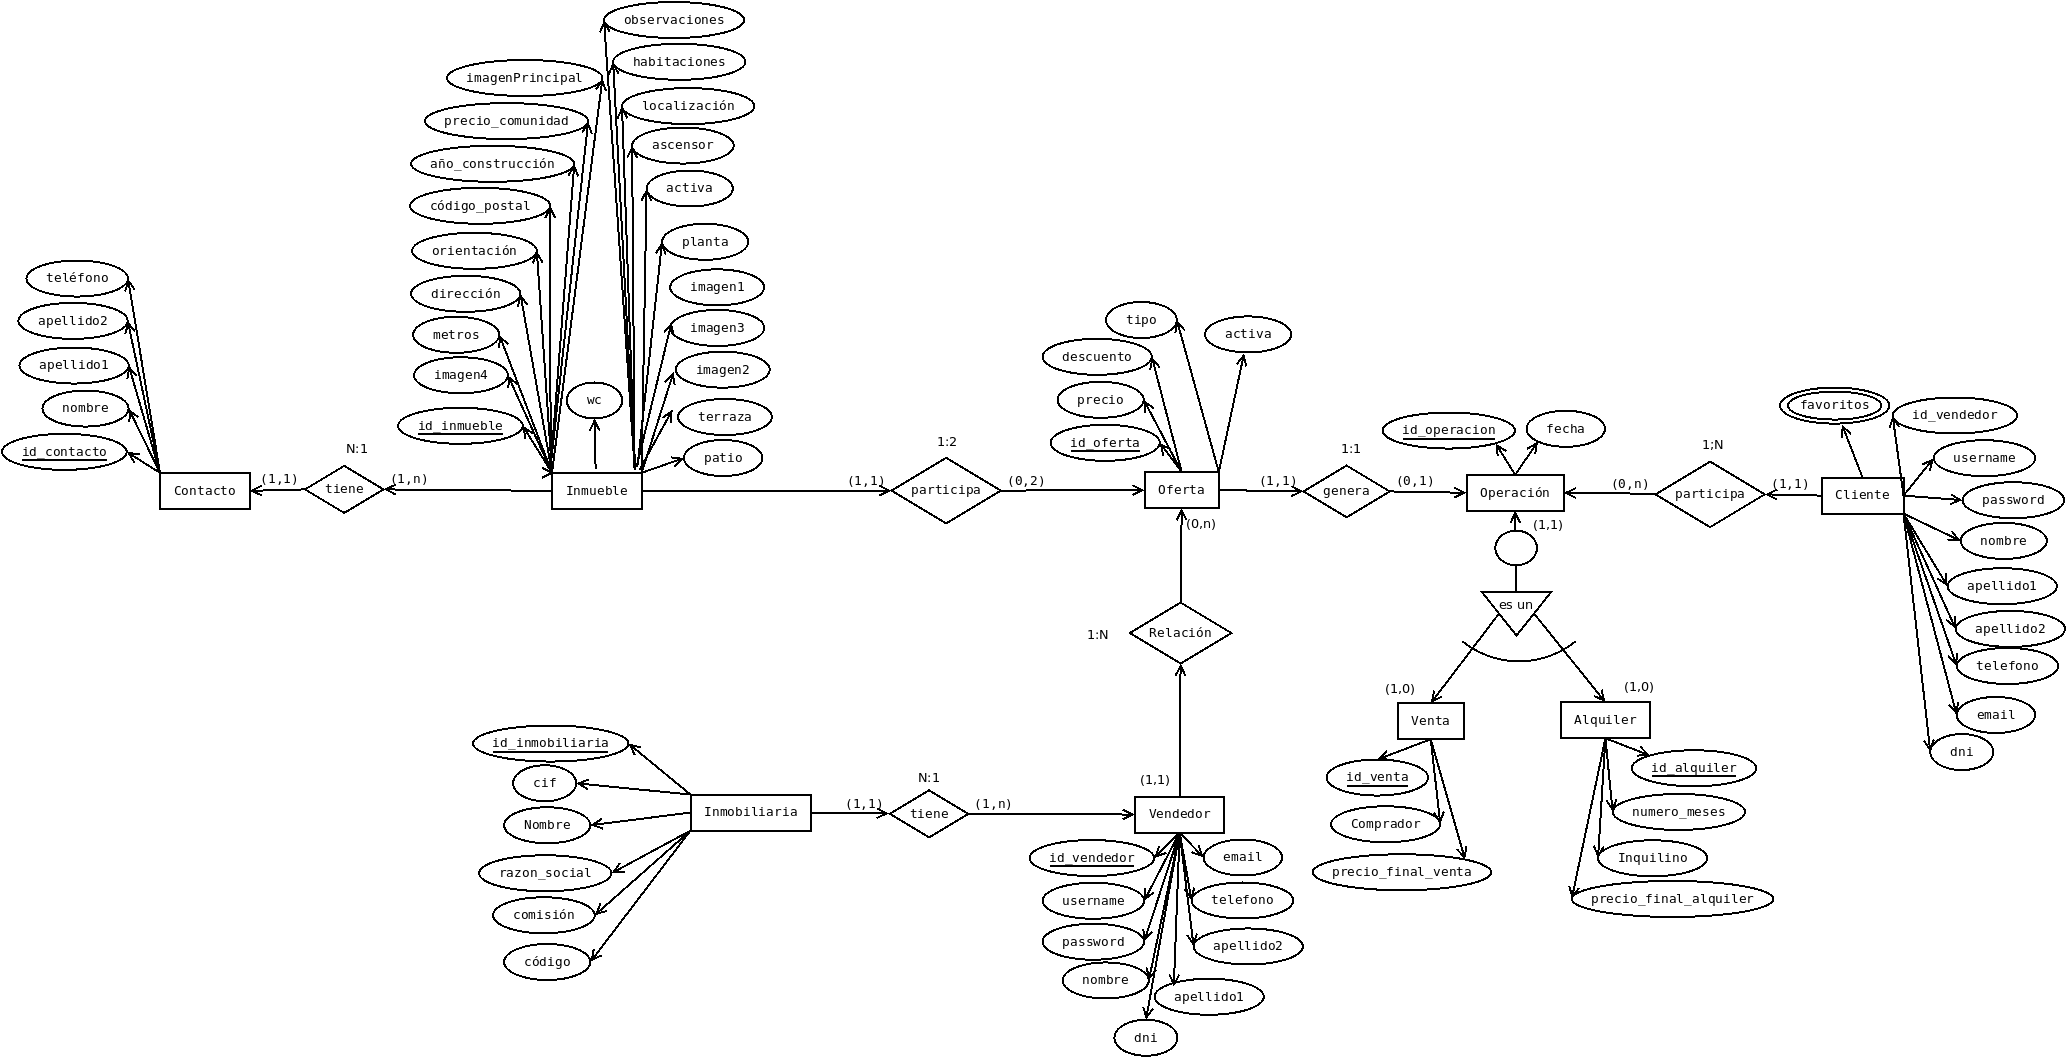 observaciones
habitaciones
imagenPrincipal
localización
precio_comunidad
ascensor
año_construcción
activa
código_postal
planta
orientación
imagen1
dirección
imagen3
metros
imagen2
imagen4
wc
terraza
id_inmueble
patio
teléfono
apellido2
apellido1
nombre
id_contacto
Contacto
(1,1)
N:1
tiene
(1,n)
Inmueble
(1,1)
1:2
participa
(0,2)
tipo
activa
descuento
precio
id_oferta
Oferta
(0,n)
(1,1)
1:1
genera
(0,1)
id_operacion
fecha
Operación
(1,1)
(0,n)
1;N
participa
(1,1)
favoritos
id_vendedor
username
password
Cliente
nombre
apellido1
apellido2
telefono
email
dni
es un
1:N
Relación
(1,0)
(1,0)
Venta
Alquiler
id_venta
Comprador
precio_final_venta
id_alquiler
numero_meses
Inquilino
precio_final_alquiler
id_inmobiliaria
cif
Nombre
razon_social
comisión
código
Inmobiliaria
(1,1)
N:1
tiene
(1,n)
(1,1)
Vendedor
id_vendedor
email
username
telefono
password
apellido2
nombre
apellido1
dni